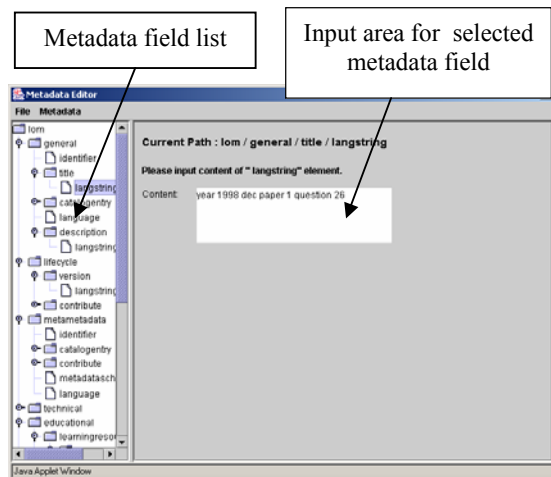 Metadata field list
Input area for selected
metadata field
Metadata Editor
File Metadata
lom
general
identifier
title
langstring
catalogentry
language
description
langstring
lifecycle
version
langstring
contribute
metametadata
identifier
catalogentry
contribute
metadatasch
language
technical
educational
learningresou
Current Path : lom / general / title / langstring
Please input content of " langstring" element.
Content: year 1998 dec paper 1 question 26
Java Applet Window